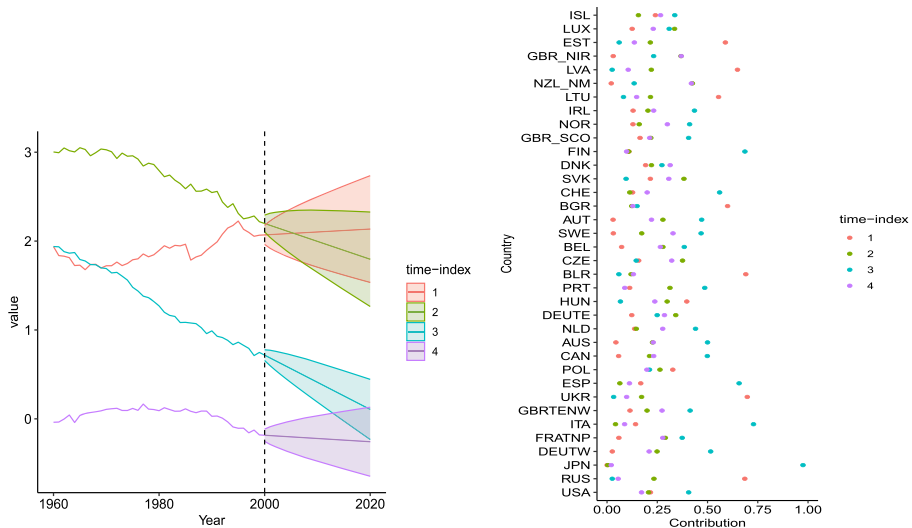 3
2
1
0
value
1960
1980
2000
2020
Year
time−index
1
2
3
4
ISL
LUX
EST
GBR_NIR
LVA
NZL_NM
LTU
IRL
NOR
GBR_SCO
FIN
DNK
SVK
CHE
BGR
AUT
SWE
BEL
CZE
BLR
PRT
HUN
DEUTE
NLD
AUS
CAN
POL
ESP
UKR
GBRTENW
ITA
FRATNP
DEUTW
JPN
RUS
USA
Country
0.00
0.25
0.50
0.75
1.00
Contribution
time−index
1
2
3
4